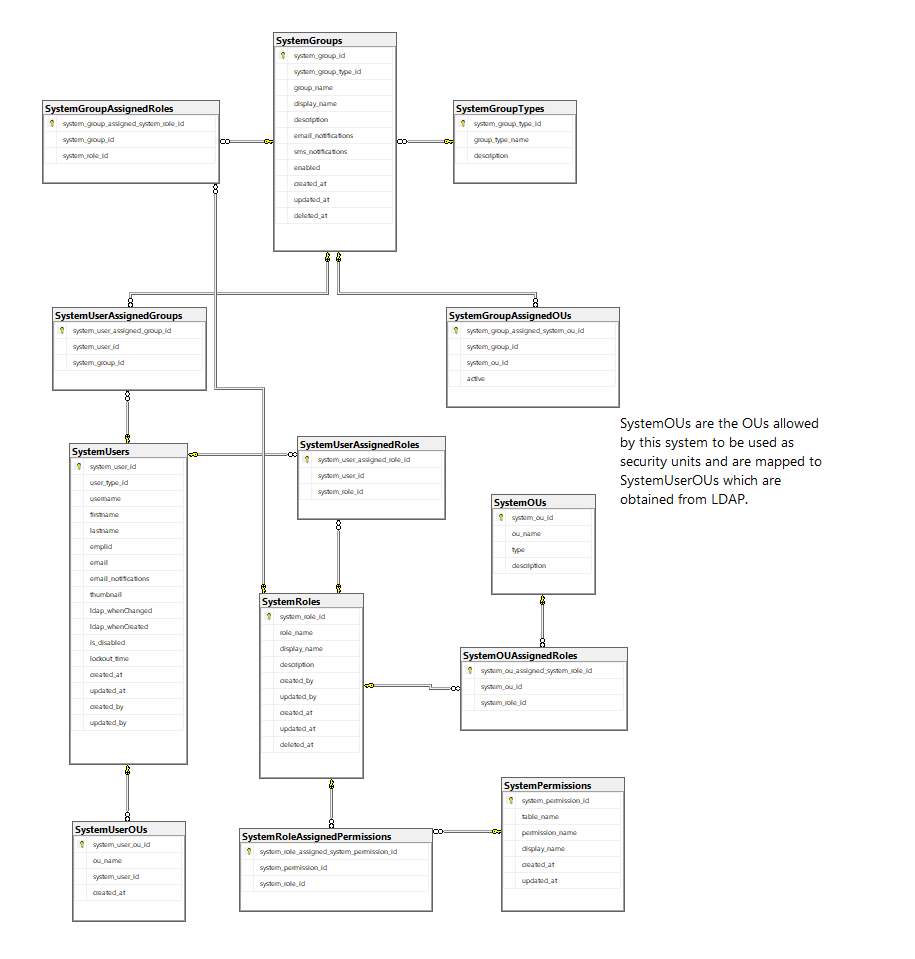 SystemGroups
system_group_id
system_group_type_id
group_name
display_name
description
email_notifications
sms_notifications
enabled
created_at
updated_at
deleted_at
SystemGroupAssignedRoles
system_group_assigned_system_role_id
system_group_id
system_role_id
SystemGroupTypes
system_group_type_id
group_type_name
description
SystemUserAssignedGroups
system_user_assigned_group_id
system_user_id
system_group_id
SystemGroupAssignedOUs
system_group_assigned_system_ou_id
system_group_id
system_ou_id
active
SystemOUs are the OUs allowed
by this system to be used as
security units and are mapped to
SystemUserOUs which are
obtained from LDAP.
SystemUsers
system_user_id
user_type_id
username
firstname
lastname
emplid
email
email_notifications
thumbnail
ldap_whenChanged
ldap_whenCreated
is_disabled
lockout_time
created_at
updated_at
created_by
updated_by
SystemUserAssignedRoles
system_user_assigned_role_id
system_user_id
system_role_id
SystemOUs
system_ou_id
ou_name
type
description
SystemRoles
system_role_id
role_name
display_name
description
created_by
updated_by
created_at
updated_at
deleted_at
SystemOUAssignedRoles
system_ou_assigned_system_role_id
system_ou_id
system_role_id
SystemPermissions
system_permission_id
table_name
permission_name
display_name
created_at
updated_at
SystemUserOUs
system_user_ou_id
ou_name
system_user_id
created_at
SystemRoleAssignedPermissions
system_role_assigned_system_permission_id
system_permission_id
system_role_id